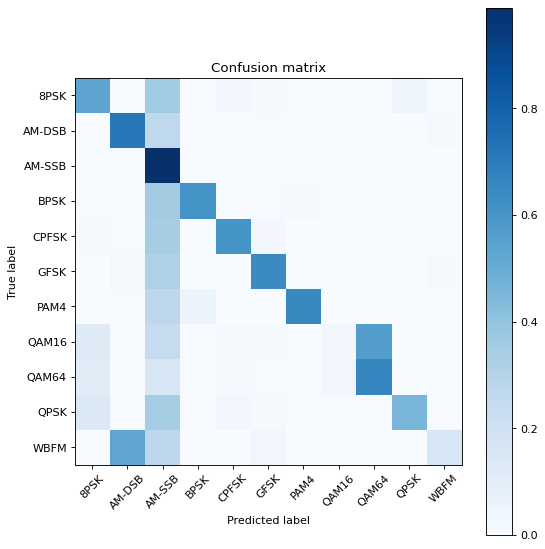 Confusion matrix
True label
8PSK
AM-DSB
AM-SSB
BPSK
CPFSK
GFSK
PAM4
QAM16
QAM64
QPSK
WBFM
8PSK
AM-DSB
AM-SSB
BPSK
CPFSK
GFSK
PAM4
QAM16
QAM64
QPSK
WBFM
Predicted label
0.8
0.6
0.4
0.2
0.0